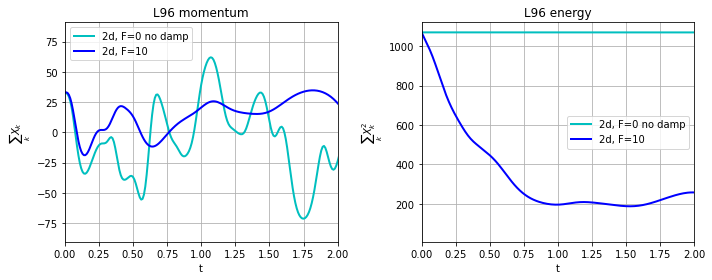 L96 momentum
2d, F=0 no damp
2d, F=10
75
50
25
0
−25
−50
−75
∑ₖ Xₖ
0.00 0.25 0.50 0.75 1.00 1.25 1.50 1.75 2.00
t
L96 energy
2d, F=0 no damp
2d, F=10
1000
800
600
400
200
∑ₖ Xₖ²
0.00 0.25 0.50 0.75 1.00 1.25 1.50 1.75 2.00
t